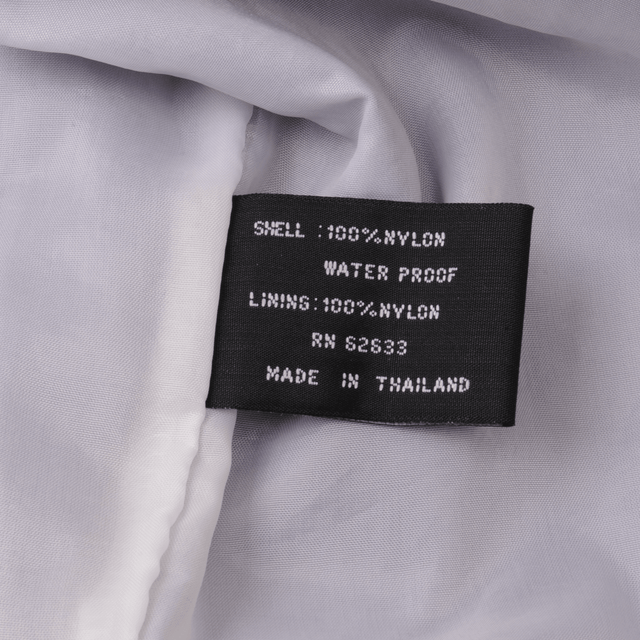 SHELL :100%NYLON
WATER PROOF
LINING:100%NYLON
RN 62633
MADE IN THAILAND